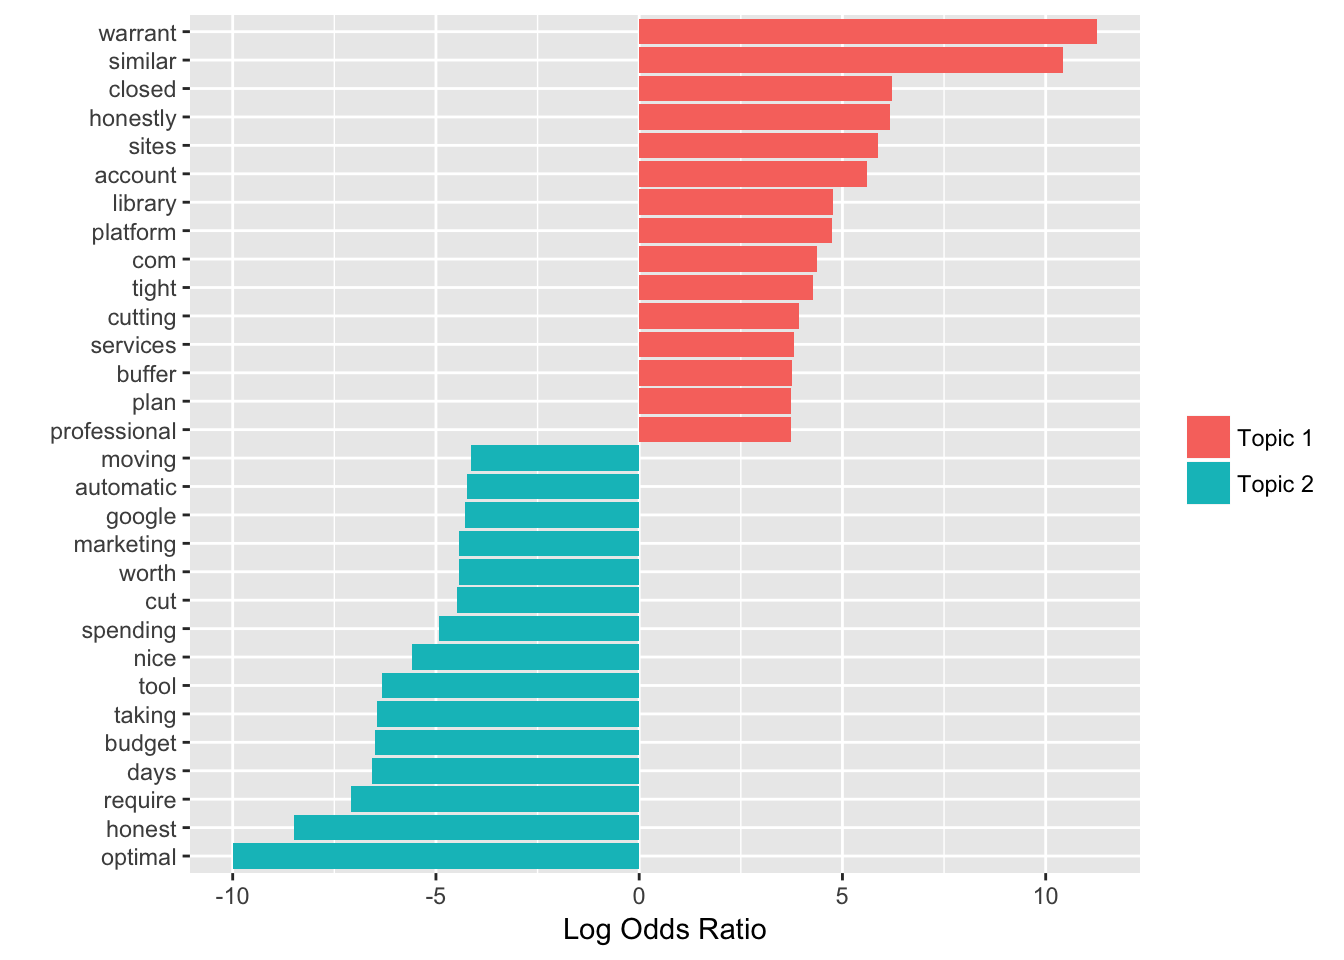 warrant
similar
closed
honestly
sites
account
library
platform
com
tight
cutting
services
buffer
plan
professional
moving
automatic
google
marketing
worth
cut
spending
nice
tool
taking
budget
days
require
honest
optimal
-10 -5 0 5 10
Log Odds Ratio
Topic 1
Topic 2